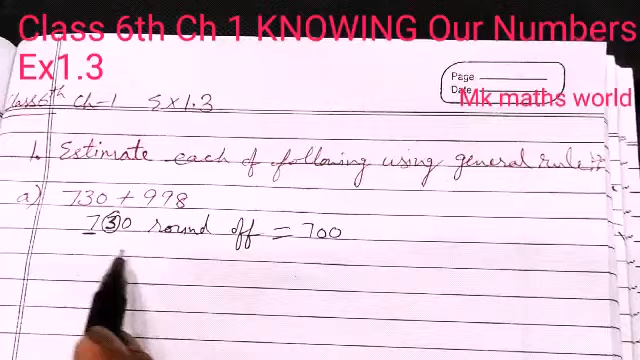 Class 6th Ch 1 KNOWING Our Numbers
Ex1.3
Page
Date
Mk maths world
Class 6th Ch-1 Ex1.3
1. Estimate each of following using general rule:
a) 730 + 998
730 round off = 700